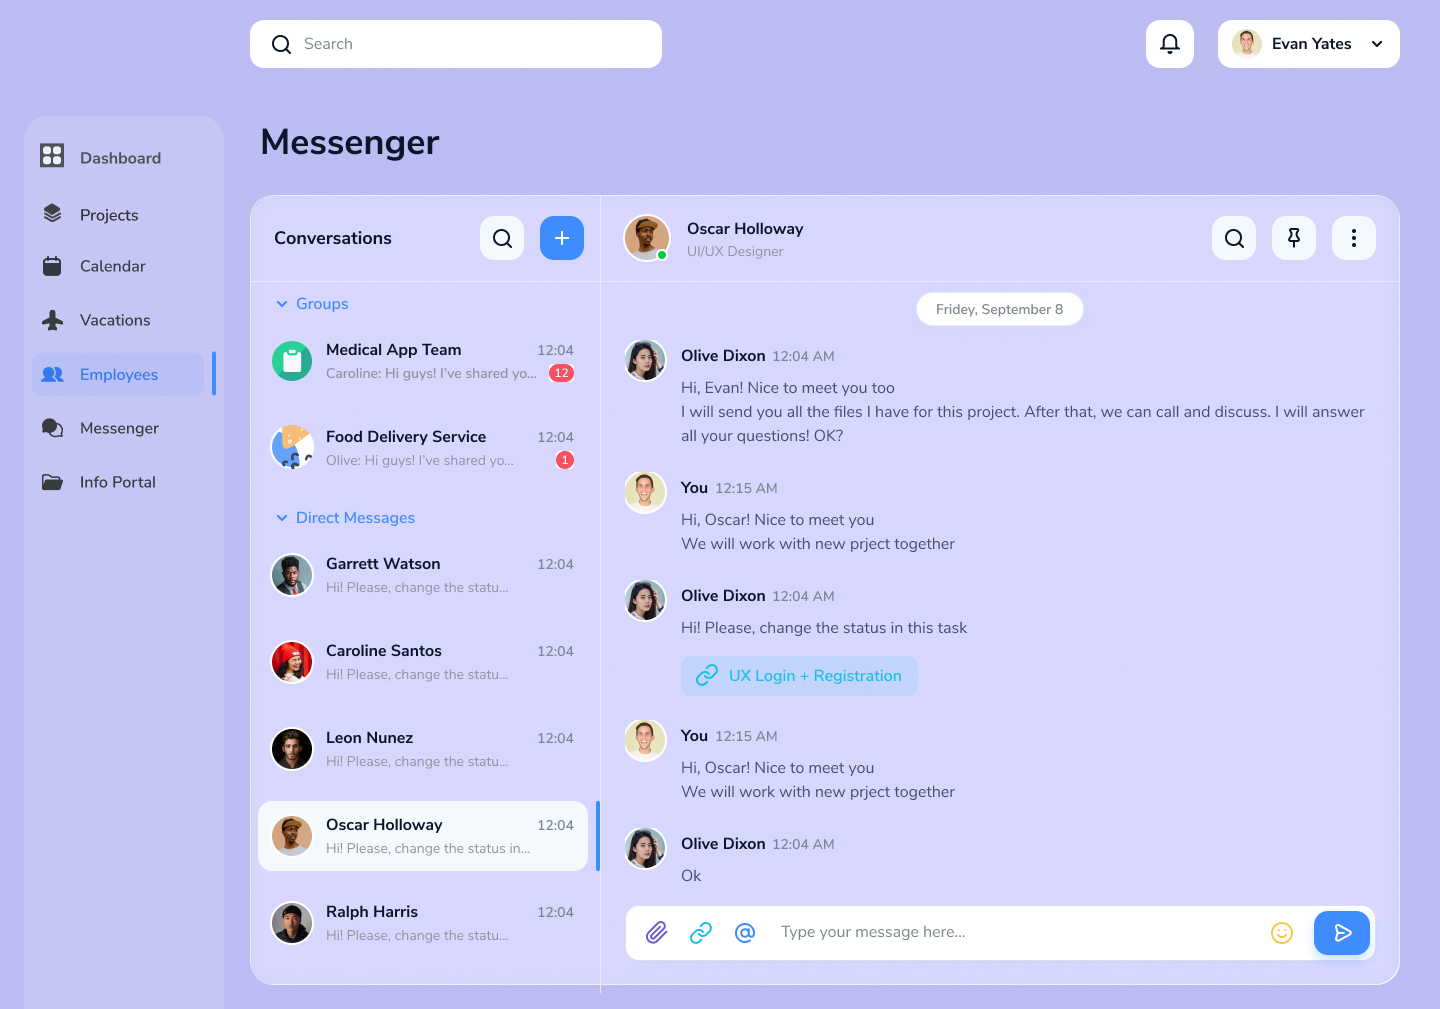 Search
Evan Yates
Messenger
Dashboard
Projects
Calendar
Vacations
Employees
Messenger
Info Portal
Conversations
Groups
Medical App Team 12:04
Caroline: Hi guys! I've shared yo... 12
Food Delivery Service 12:04
Olive: Hi guys! I've shared yo... 1
Direct Messages
Garrett Watson 12:04
Hi! Please, change the statu...
Caroline Santos 12:04
Hi! Please, change the statu...
Leon Nunez 12:04
Hi! Please, change the statu...
Oscar Holloway 12:04
Hi! Please, change the status in...
Ralph Harris 12:04
Hi! Please, change the statu...
Oscar Holloway
UI/UX Designer
Friday, September 8
Olive Dixon 12:04 AM
Hi, Evan! Nice to meet you too
I will send you all the files I have for this project. After that, we can call and discuss. I will answer
all your questions! OK?
You 12:15 AM
Hi, Oscar! Nice to meet you
We will work with new prject together
Olive Dixon 12:04 AM
Hi! Please, change the status in this task
UX Login + Registration
You 12:15 AM
Hi, Oscar! Nice to meet you
We will work with new prject together
Olive Dixon 12:04 AM
Ok
Type your message here...